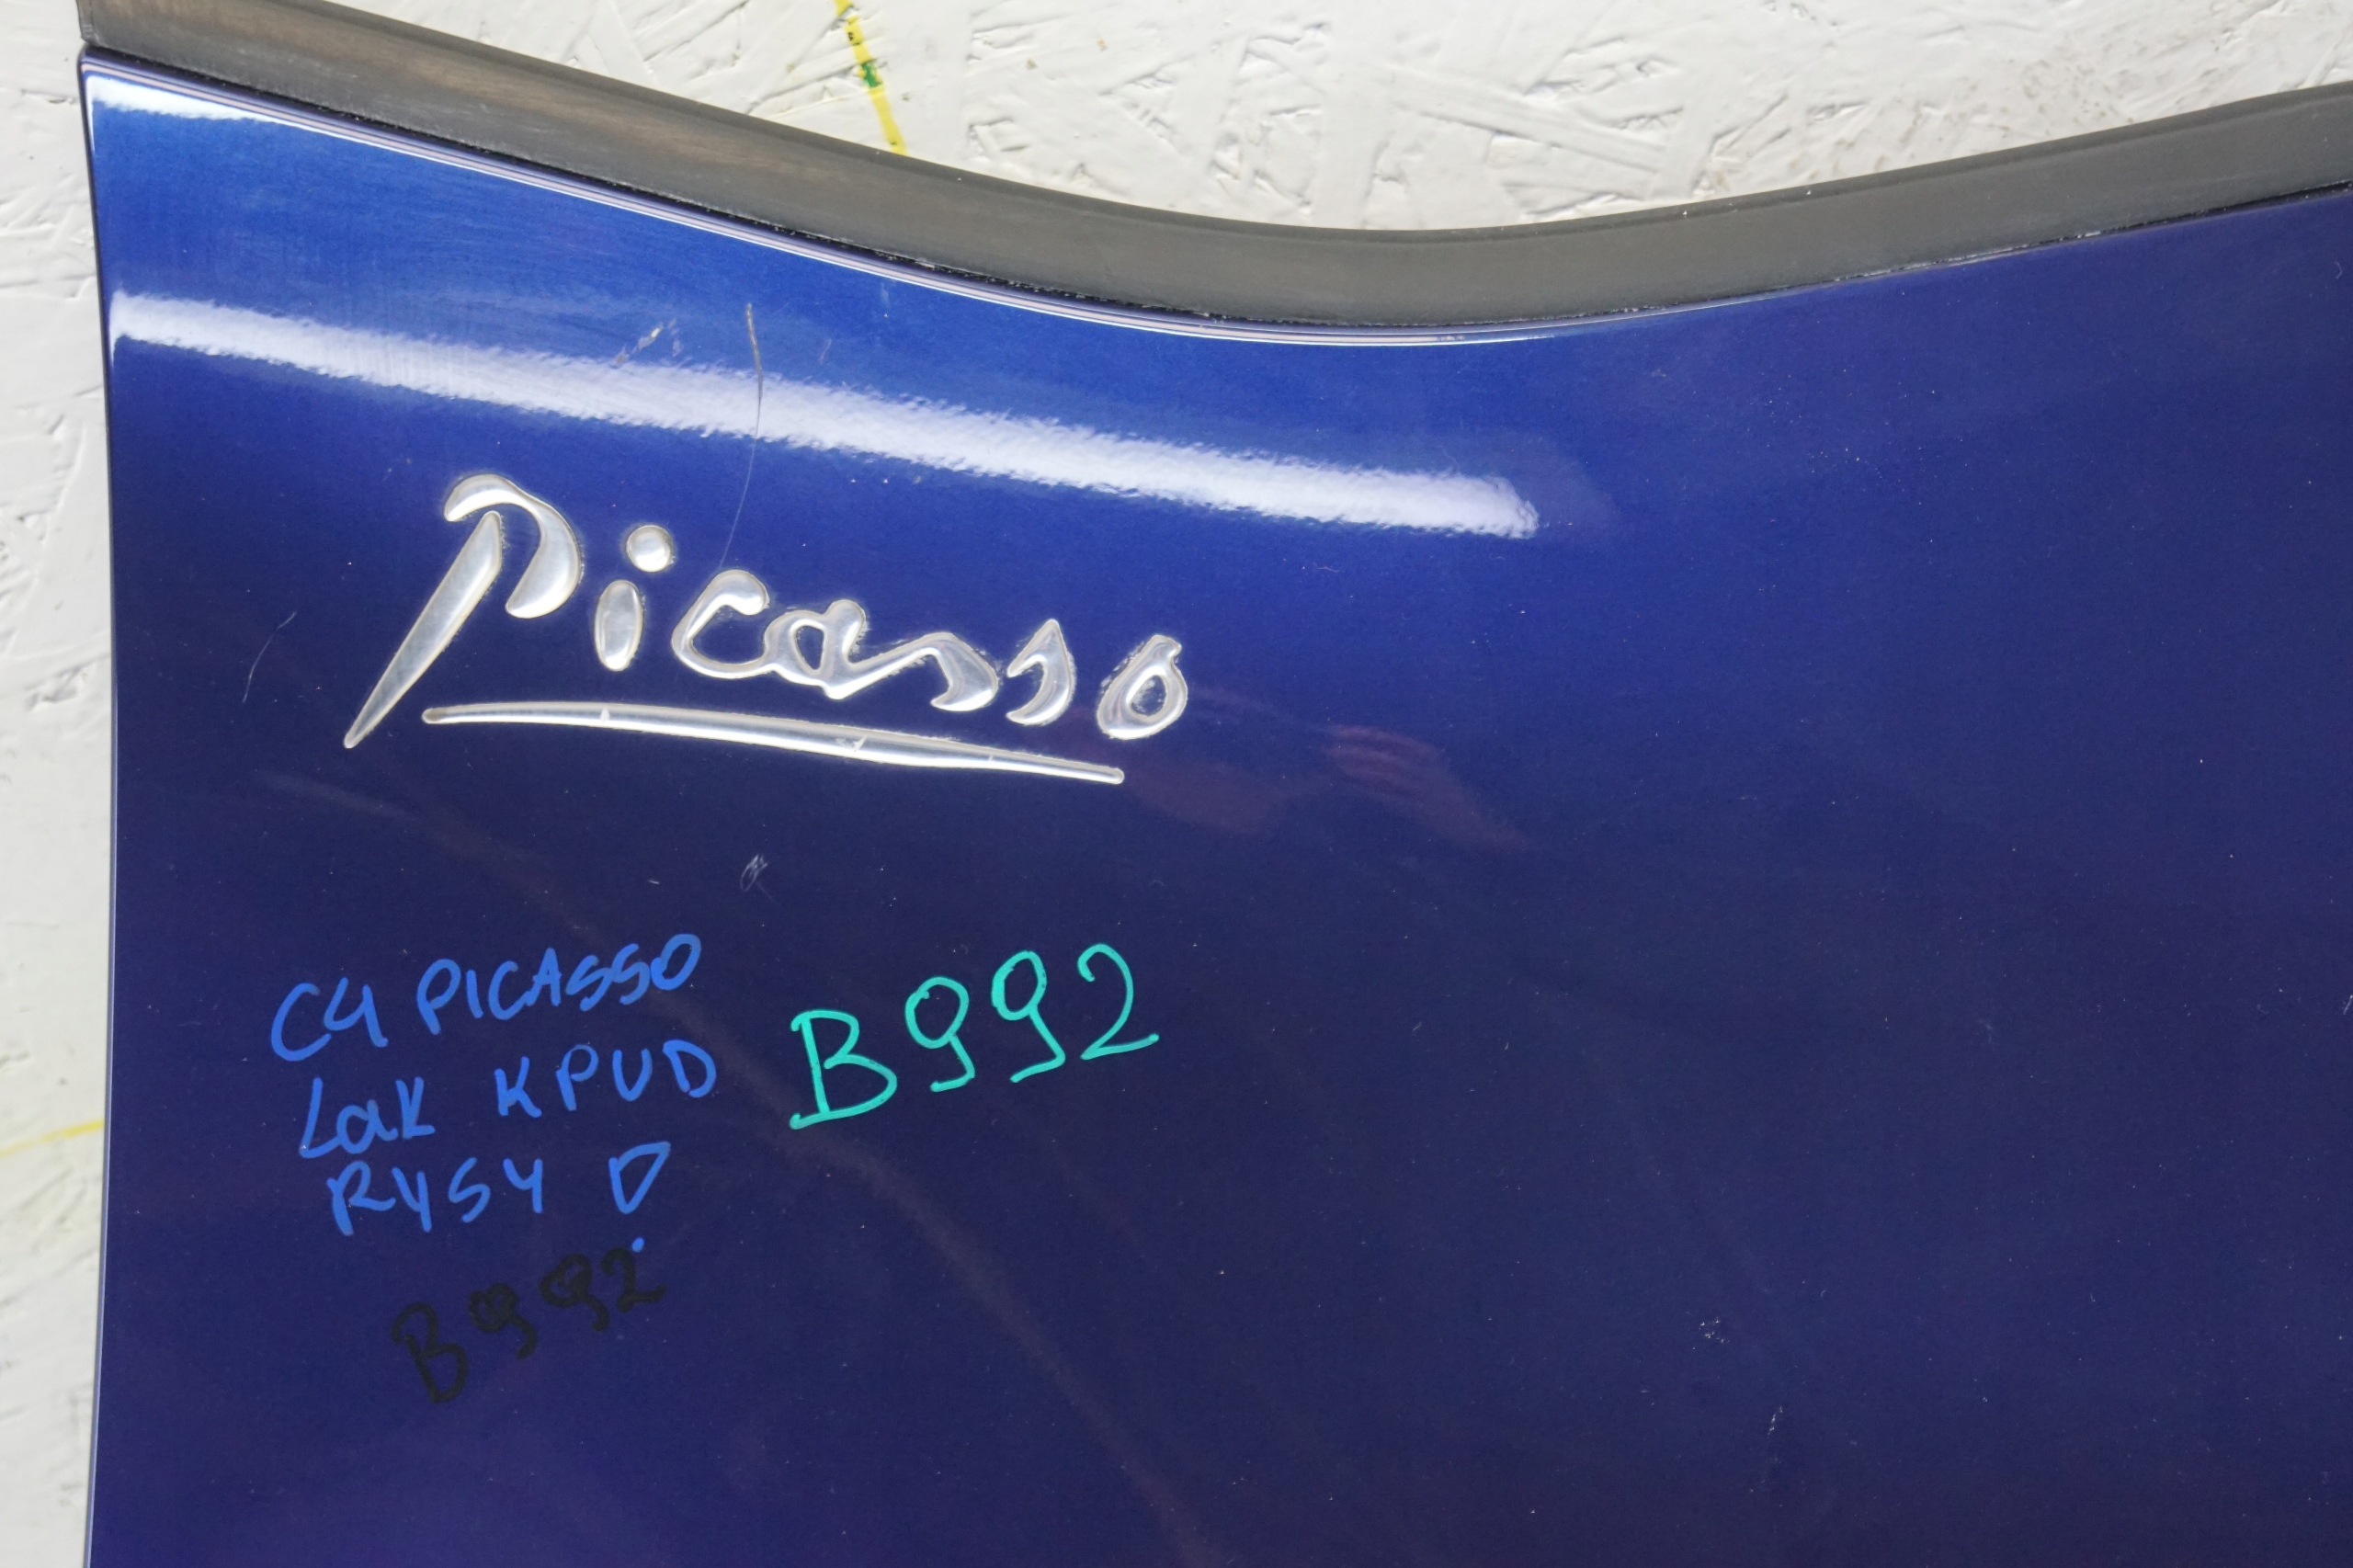 Picasso
C4 PICASSO
Lak KPUD
RYSY D
B992
B992